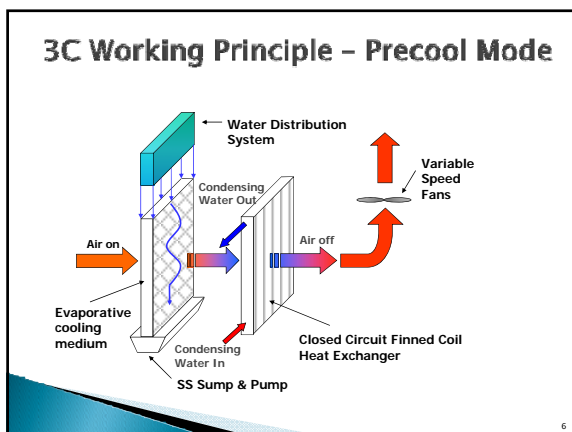 3C Working Principle – Precool Mode
Water Distribution
System
Variable
Speed
Fans
Condensing
Water Out
Air on
Air off
Evaporative
cooling
medium
Closed Circuit Finned Coil
Heat Exchanger
Condensing
Water In
SS Sump & Pump
6